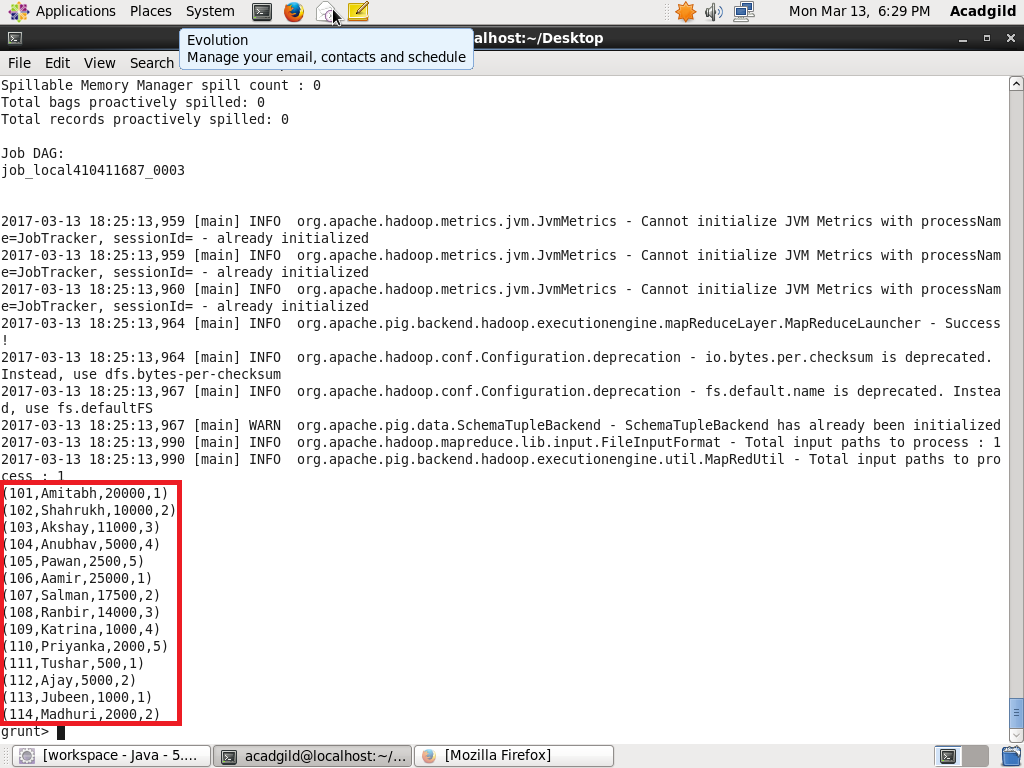 Applications Places System Mon Mar 13, 6:29 PM Acadgild
Evolution
Manage your email, contacts and schedule
alhost:~/Desktop
File Edit View Search
Spillable Memory Manager spill count : 0
Total bags proactively spilled: 0
Total records proactively spilled: 0
Job DAG:
job_local410411687_0003
2017-03-13 18:25:13,959 [main] INFO  org.apache.hadoop.metrics.jvm.JvmMetrics - Cannot initialize JVM Metrics with processNam
e=JobTracker, sessionId= - already initialized
2017-03-13 18:25:13,959 [main] INFO  org.apache.hadoop.metrics.jvm.JvmMetrics - Cannot initialize JVM Metrics with processNam
e=JobTracker, sessionId= - already initialized
2017-03-13 18:25:13,960 [main] INFO  org.apache.hadoop.metrics.jvm.JvmMetrics - Cannot initialize JVM Metrics with processNam
e=JobTracker, sessionId= - already initialized
2017-03-13 18:25:13,964 [main] INFO  org.apache.pig.backend.hadoop.executionengine.mapReduceLayer.MapReduceLauncher - Success
!
2017-03-13 18:25:13,964 [main] INFO  org.apache.hadoop.conf.Configuration.deprecation - io.bytes.per.checksum is deprecated.
Instead, use dfs.bytes-per-checksum
2017-03-13 18:25:13,967 [main] INFO  org.apache.hadoop.conf.Configuration.deprecation - fs.default.name is deprecated. Instea
d, use fs.defaultFS
2017-03-13 18:25:13,967 [main] WARN  org.apache.pig.data.SchemaTupleBackend - SchemaTupleBackend has already been initialized
2017-03-13 18:25:13,990 [main] INFO  org.apache.hadoop.mapreduce.lib.input.FileInputFormat - Total input paths to process : 1
2017-03-13 18:25:13,990 [main] INFO  org.apache.pig.backend.hadoop.executionengine.util.MapRedUtil - Total input paths to pro
cess : 1
(101,Amitabh,20000,1)
(102,Shahrukh,10000,2)
(103,Akshay,11000,3)
(104,Anubhav,5000,4)
(105,Pawan,2500,5)
(106,Aamir,25000,1)
(107,Salman,17500,2)
(108,Ranbir,14000,3)
(109,Katrina,1000,4)
(110,Priyanka,2000,5)
(111,Tushar,500,1)
(112,Ajay,5000,2)
(113,Jubeen,1000,1)
(114,Madhuri,2000,2)
grunt>
[workspace - Java - 5.... acadgild@localhost:~/... [Mozilla Firefox]